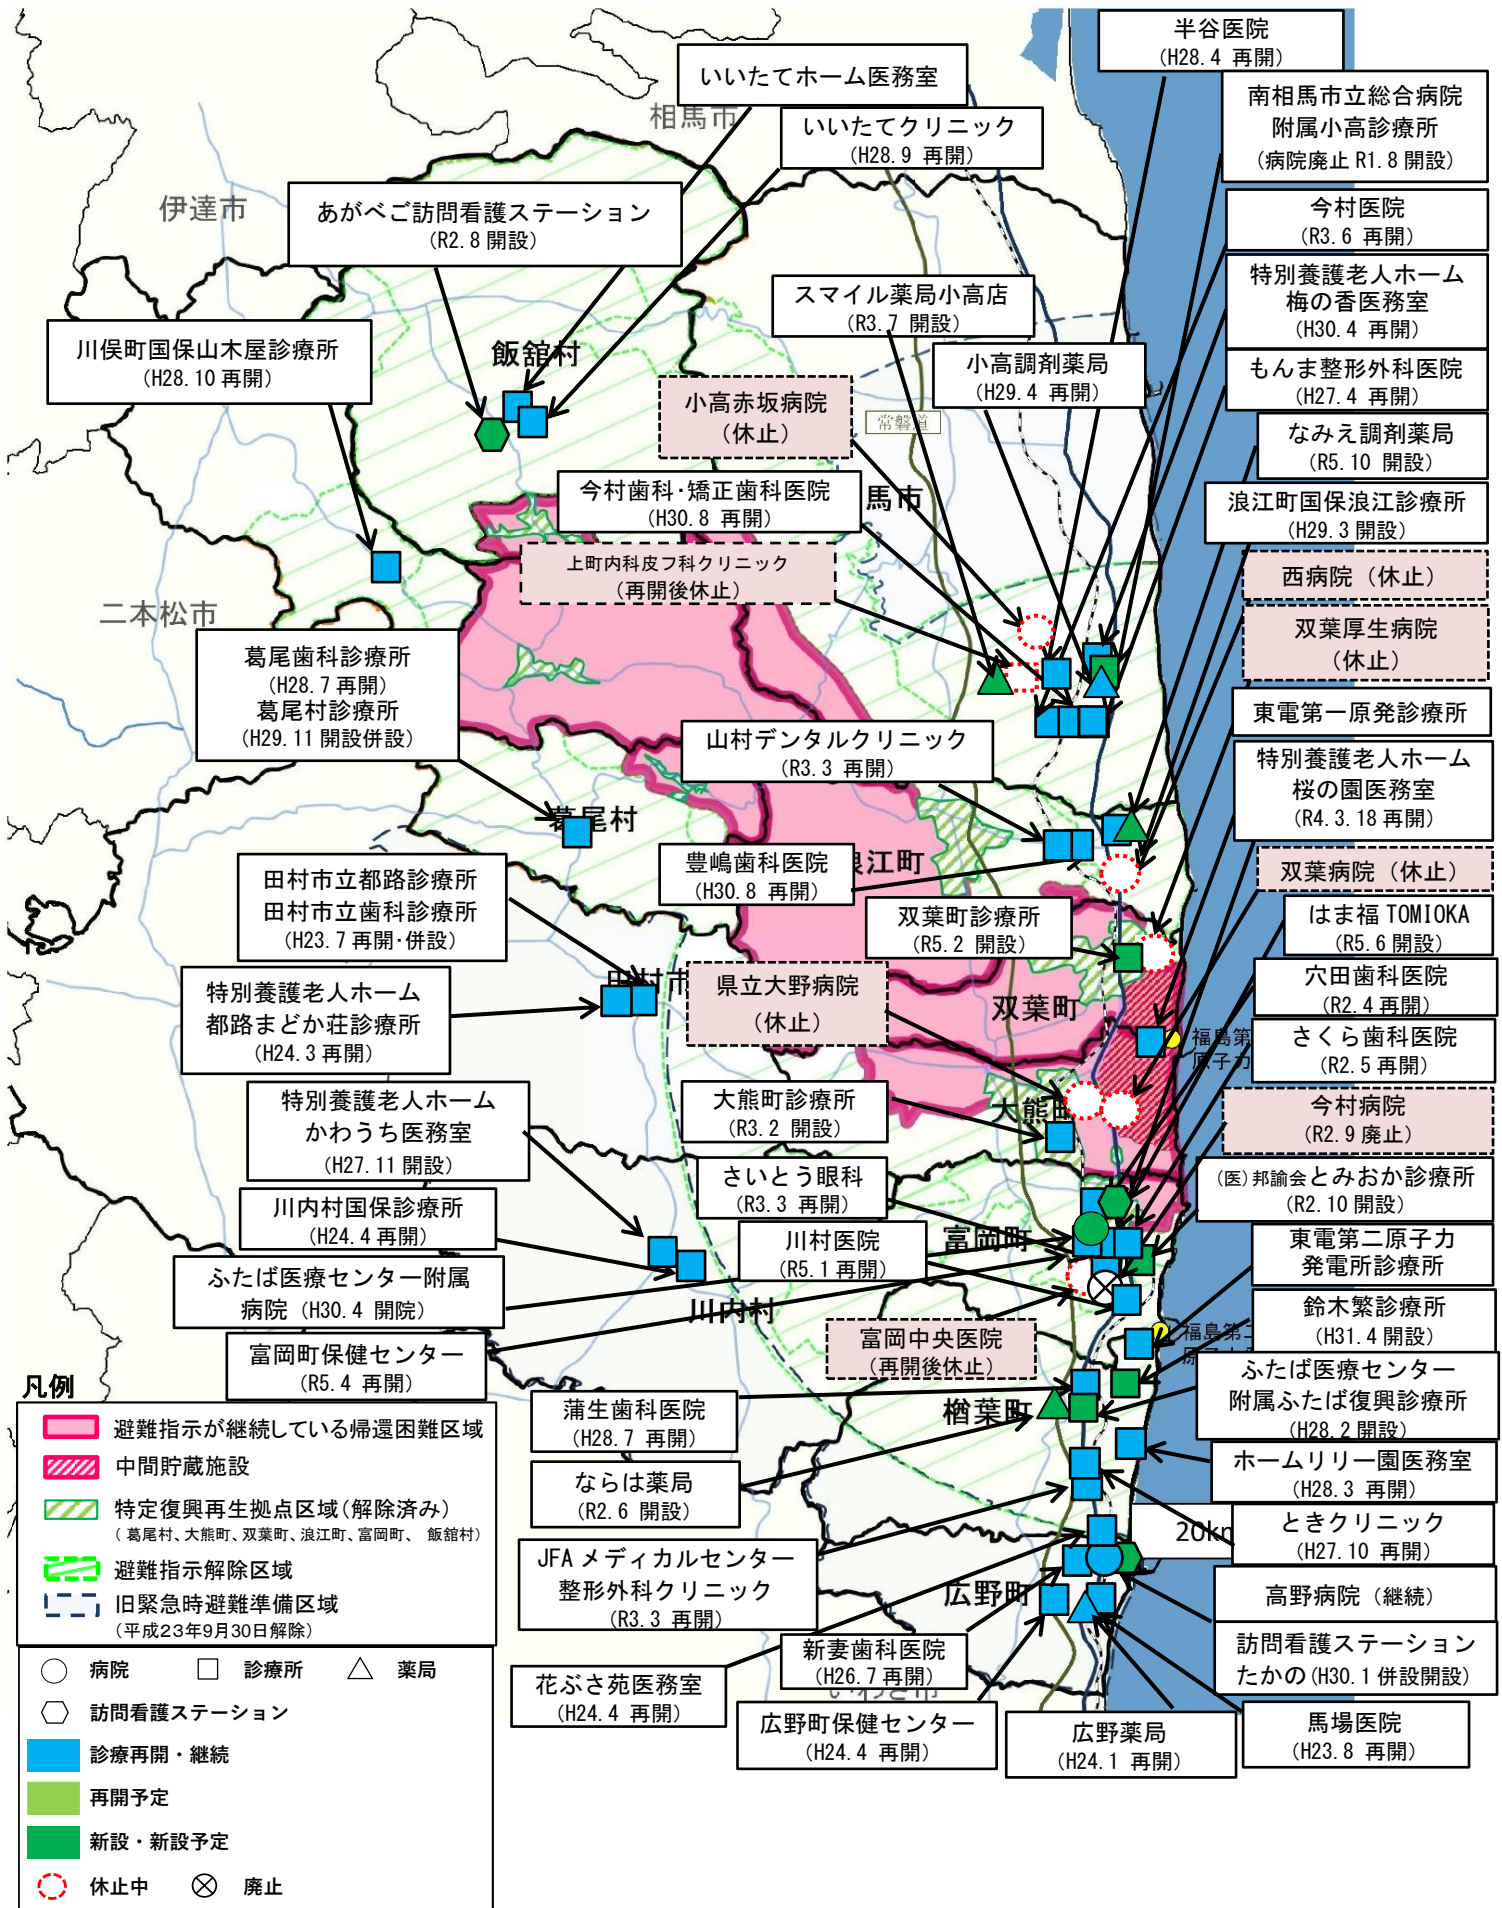 半谷医院
(H28.4 再開)
いいたてホーム医務室
南相馬市立総合病院
附属小高診療所
(病院廃止 R1.8 開設)
相馬市
いいたてクリニック
(H28.9 再開)
伊達市
あがべご訪問看護ステーション
(R2.8 開設)
今村医院
(R3.6 再開)
特別養護老人ホーム
梅の香医務室
(H30.4 再開)
スマイル薬局小高店
(R3.7 開設)
川俣町国保山木屋診療所
(H28.10 再開)
飯舘村
小高調剤薬局
(H29.4 再開)
もんま整形外科医院
(H27.4 再開)
小高赤坂病院
(休止)
常磐道
なみえ調剤薬局
(R5.10 開設)
今村歯科・矯正歯科医院
(H30.8 再開)
馬市
浪江町国保浪江診療所
(H29.3 開設)
上町内科皮フ科クリニック
(再開後休止)
西病院(休止)
二本松市
双葉厚生病院
(休止)
葛尾歯科診療所
(H28.7 再開)
葛尾村診療所
(H29.11 開設併設)
東電第一原発診療所
山村デンタルクリニック
(R3.3 再開)
特別養護老人ホーム
桜の園医務室
(R4.3.18 再開)
葛尾村
浪江町
豊嶋歯科医院
(H30.8 再開)
双葉病院(休止)
田村市立都路診療所
田村市立歯科診療所
(H23.7 再開・併設)
双葉町診療所
(R5.2 開設)
はま福 TOMIOKA
(R5.6 開設)
田村市
特別養護老人ホーム
都路まどか荘診療所
(H24.3 再開)
県立大野病院
(休止)
双葉町
穴田歯科医院
(R2.4 再開)
福島第
原子力
さくら歯科医院
(R2.5 再開)
特別養護老人ホーム
かわうち医務室
(H27.11 開設)
大熊町診療所
(R3.2 開設)
大熊町
今村病院
(R2.9 廃止)
さいとう眼科
(R3.3 再開)
(医)邦諭会とみおか診療所
(R2.10 開設)
川内村国保診療所
(H24.4 再開)
川村医院
(R5.1 再開)
富岡町
東電第二原子力
発電所診療所
ふたば医療センター附属
病院 (H30.4 開院)
川内村
鈴木繁診療所
(H31.4 開設)
富岡町保健センター
(R5.4 再開)
富岡中央医院
(再開後休止)
福島第二
ふたば医療センター
附属ふたば復興診療所
(H28.2 開設)
蒲生歯科医院
(H28.7 再開)
楢葉町
ホームリリー園医務室
(H28.3 再開)
ならは薬局
(R2.6 開設)
20km
ときクリニック
(H27.10 再開)
JFA メディカルセンター
整形外科クリニック
(R3.3 再開)
広野町
高野病院 (継続)
新妻歯科医院
(H26.7 再開)
訪問看護ステーション
たかの(H30.1 併設開設)
花ぶさ苑医務室
(H24.4 再開)
いわき市
広野町保健センター
(H24.4 再開)
広野薬局
(H24.1 再開)
馬場医院
(H23.8 再開)
凡例
避難指示が継続している帰還困難区域
中間貯蔵施設
特定復興再生拠点区域(解除済み)
( 葛尾村、大熊町、双葉町、浪江町、富岡町、 飯舘村)
避難指示解除区域
旧緊急時避難準備区域
(平成23年9月30日解除)
病院 診療所 薬局
訪問看護ステーション
診療再開・継続
再開予定
新設・新設予定
休止中 廃止